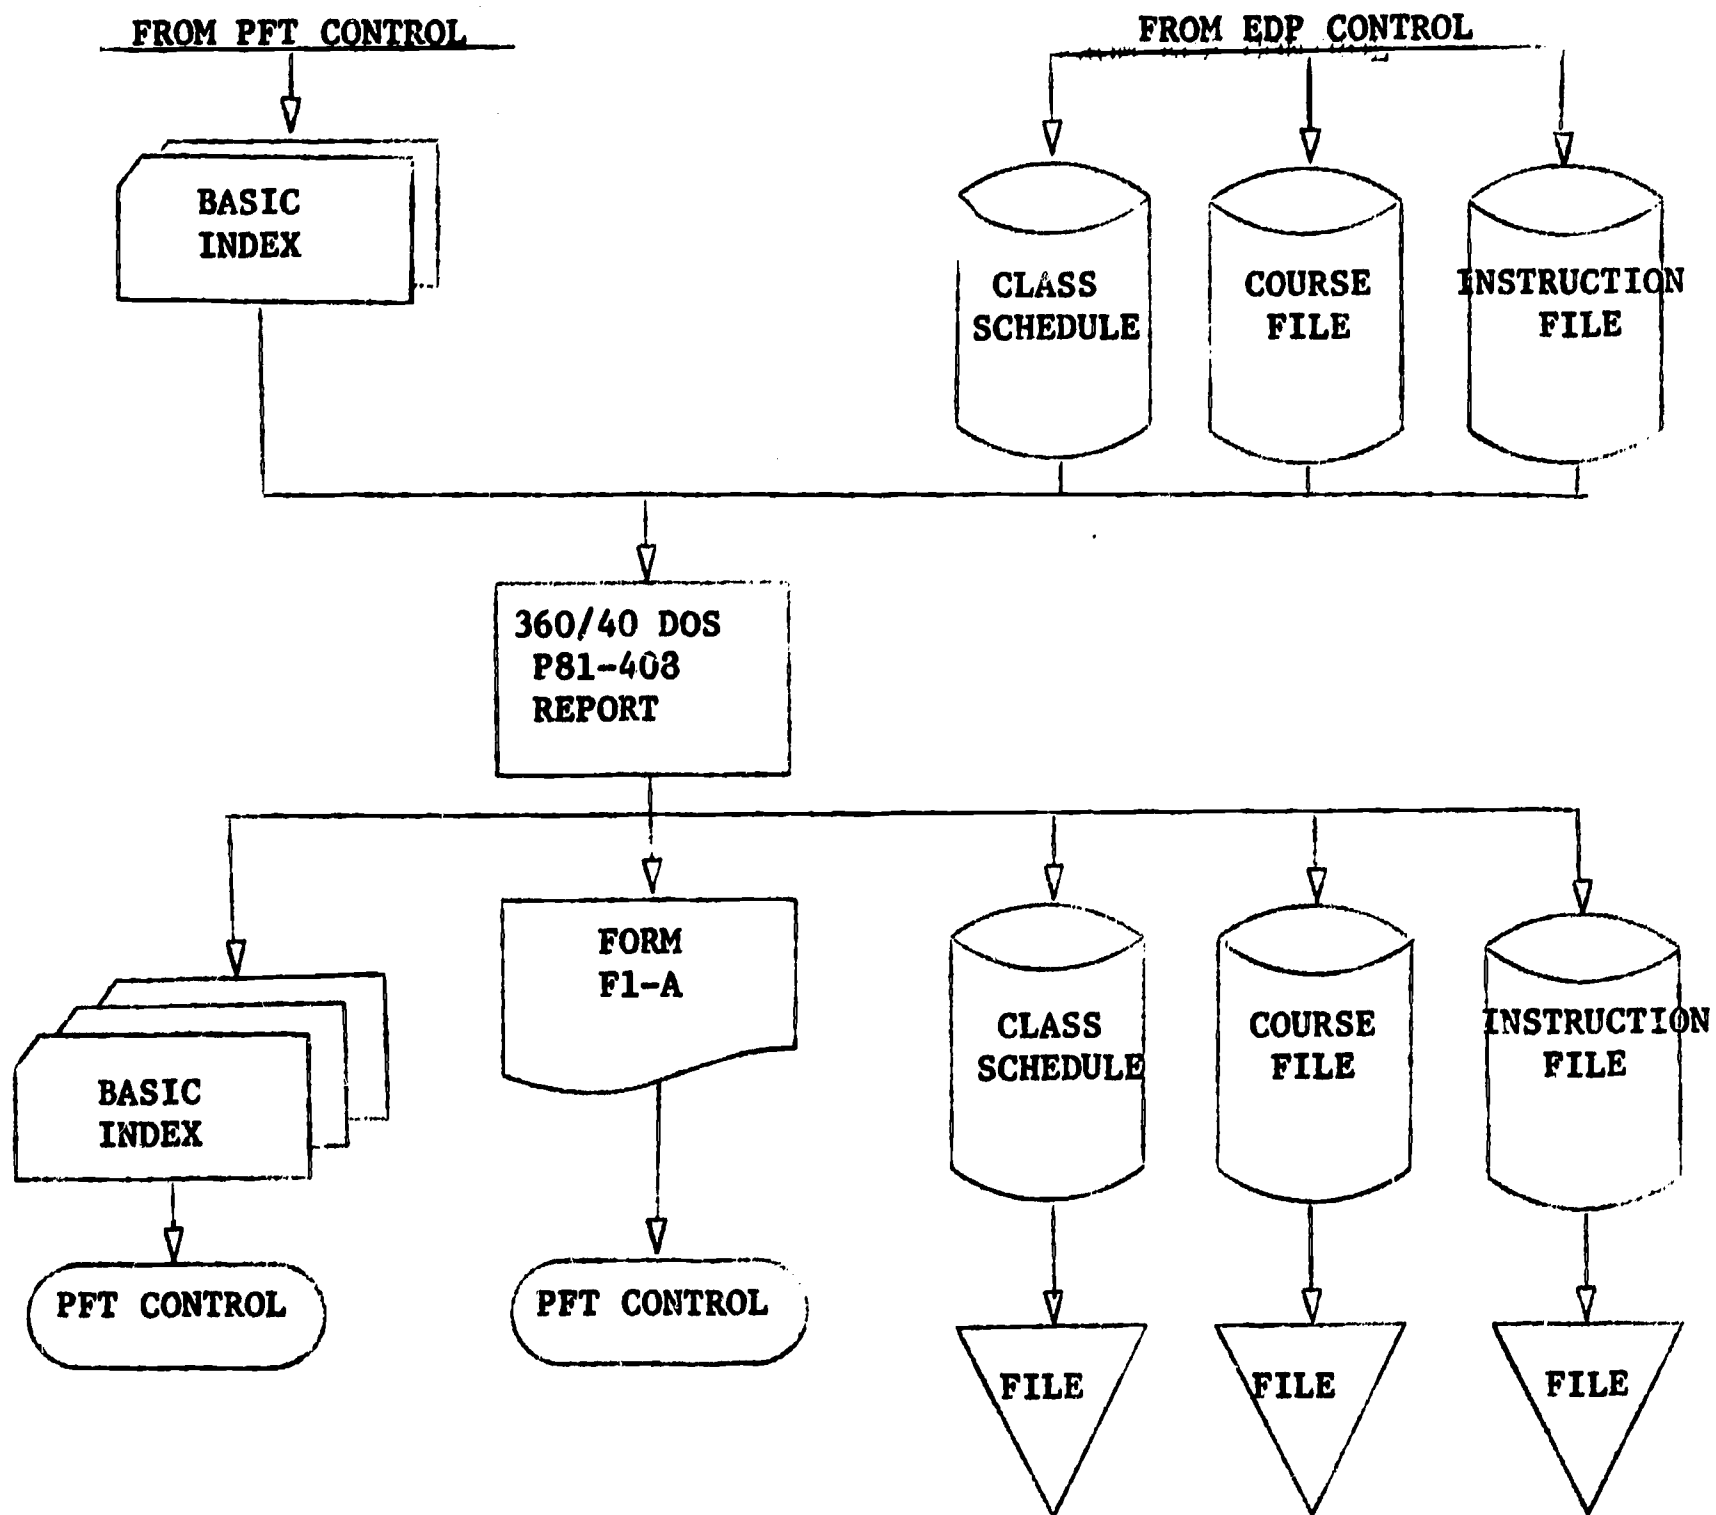 FROM PFT CONTROL
FROM EDP CONTROL
BASIC
INDEX
CLASS
SCHEDULE
COURSE
FILE
INSTRUCTION
FILE
360/40 DOS
P81-403
REPORT
BASIC
INDEX
FORM
F1-A
CLASS
SCHEDULE
COURSE
FILE
INSTRUCTION
FILE
PFT CONTROL
PFT CONTROL
FILE
FILE
FILE